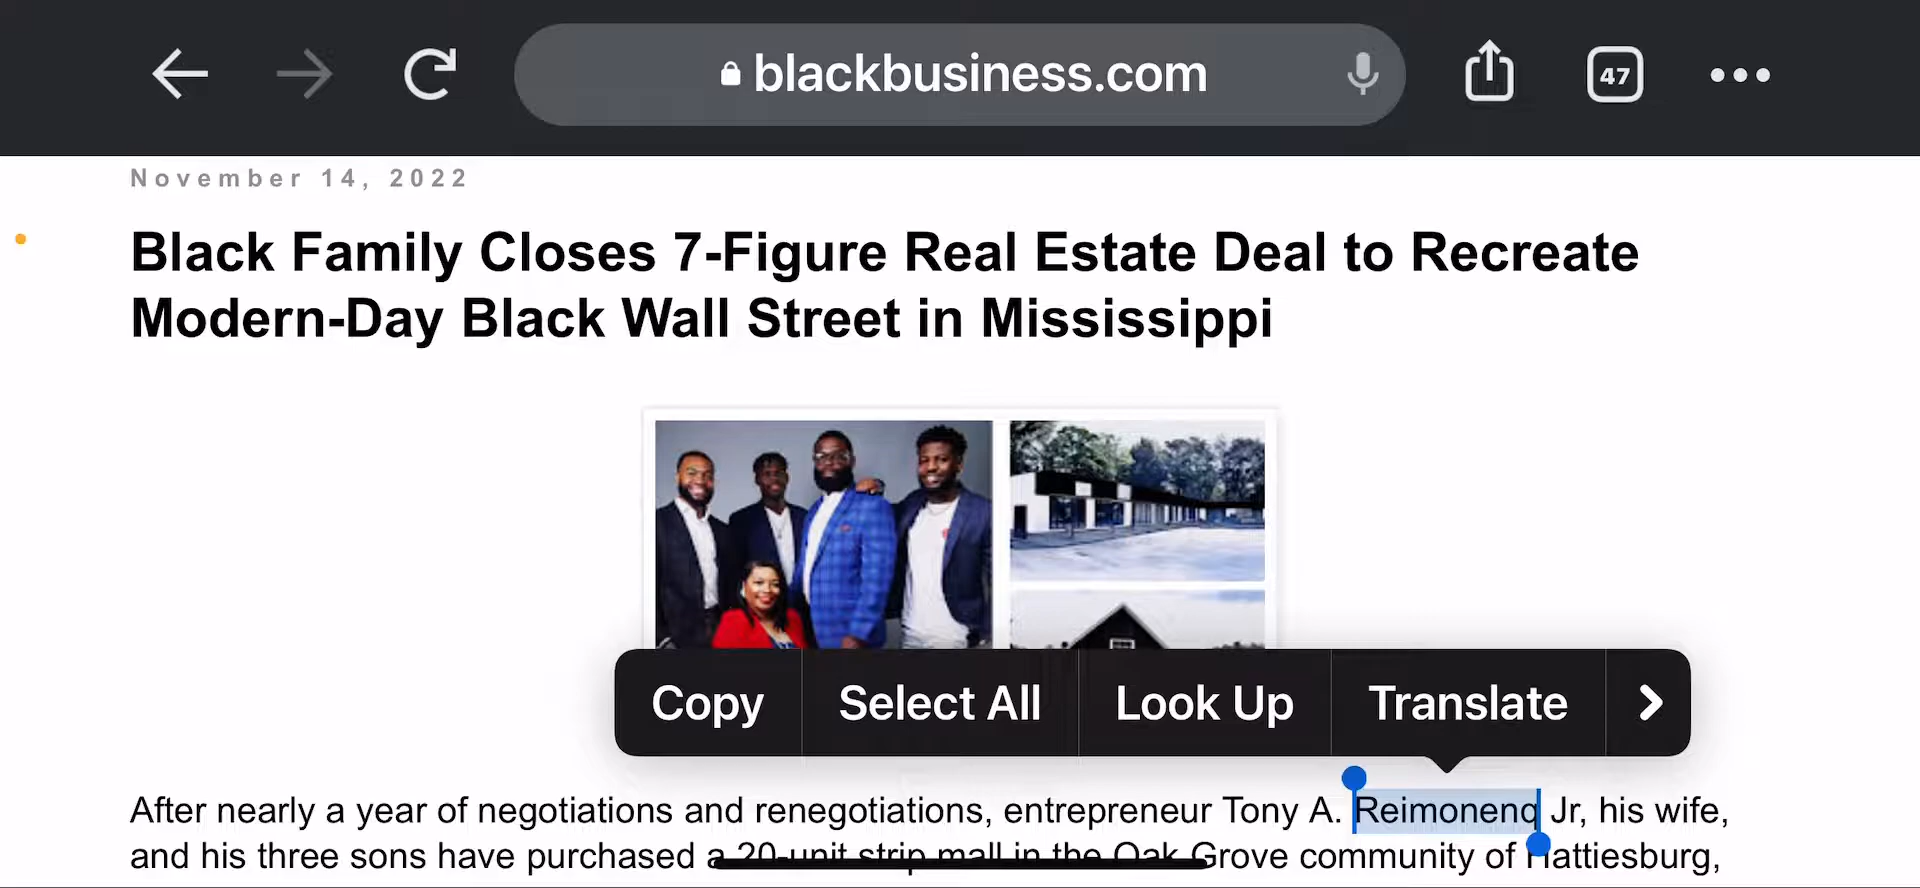 blackbusiness.com
47
November 14, 2022
Black Family Closes 7-Figure Real Estate Deal to Recreate
Modern-Day Black Wall Street in Mississippi
Copy Select All Look Up Translate
After nearly a year of negotiations and renegotiations, entrepreneur Tony A. Reimonenq Jr, his wife,
and his three sons have purchased a 20-unit strip mall in the Oak Grove community of Hattiesburg,